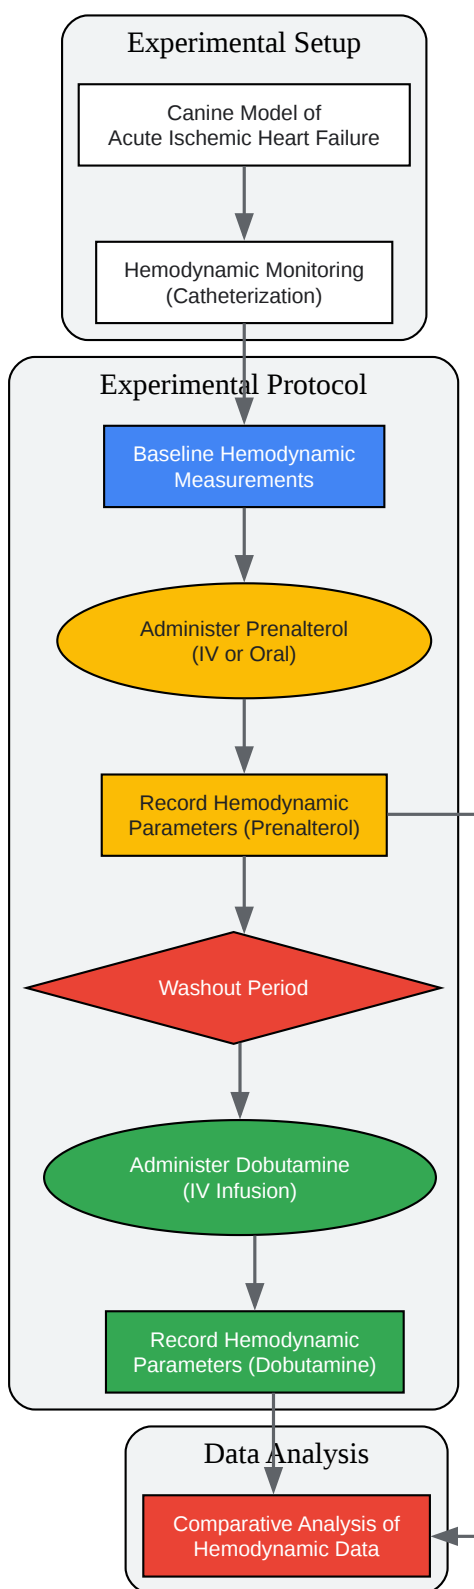 Experimental Setup
Canine Model of
Acute Ischemic Heart Failure
Hemodynamic Monitoring
(Catheterization)
Experimental Protocol
Baseline Hemodynamic
Measurements
Administer Prenalterol
(IV or Oral)
Record Hemodynamic
Parameters (Prenalterol)
Washout Period
Administer Dobutamine
(IV Infusion)
Record Hemodynamic
Parameters (Dobutamine)
Data Analysis
Comparative Analysis of
Hemodynamic Data